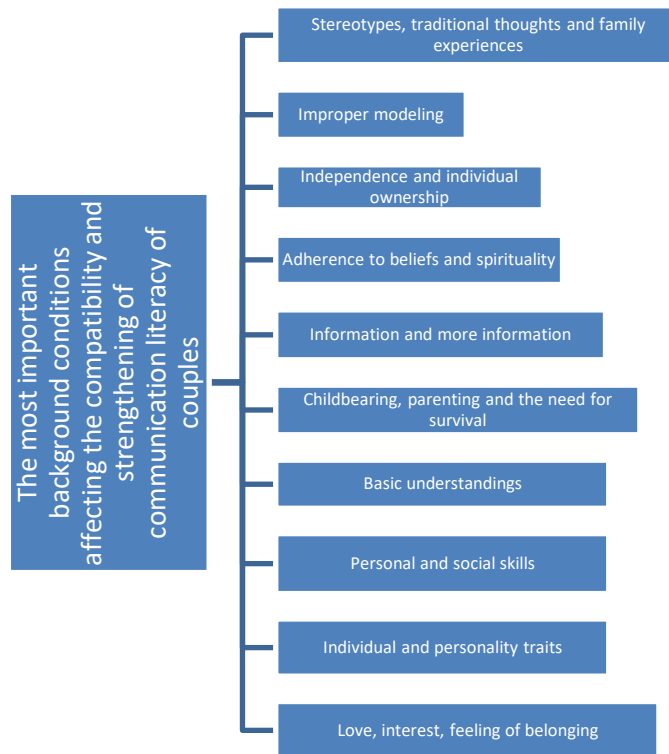 The most important
background conditions
affecting the compatibility and
strengthening of
communication literacy of
couples
Stereotypes, traditional thoughts and family
experiences
Improper modeling
Independence and individual
ownership
Adherence to beliefs and spirituality
Information and more information
Childbearing, parenting and the need for
survival
Basic understandings
Personal and social skills
Individual and personality traits
Love, interest, feeling of belonging